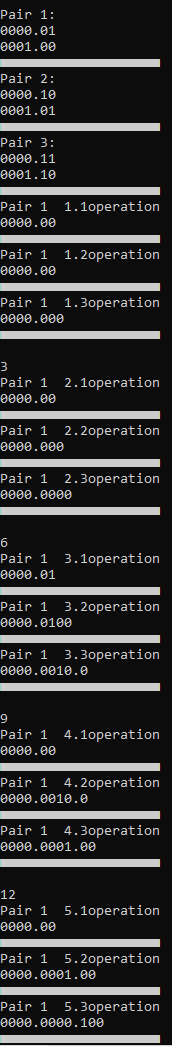 Pair 1:
0000.01
0001.00
Pair 2:
0000.10
0001.01
Pair 3:
0000.11
0001.10
Pair 1  1.1operation
0000.00
Pair 1  1.2operation
0000.00
Pair 1  1.3operation
0000.000
3
Pair 1  2.1operation
0000.00
Pair 1  2.2operation
0000.000
Pair 1  2.3operation
0000.0000
6
Pair 1  3.1operation
0000.01
Pair 1  3.2operation
0000.0100
Pair 1  3.3operation
0000.0010.0
9
Pair 1  4.1operation
0000.00
Pair 1  4.2operation
0000.0010.0
Pair 1  4.3operation
0000.0001.00
12
Pair 1  5.1operation
0000.00
Pair 1  5.2operation
0000.0001.00
Pair 1  5.3operation
0000.0000.100